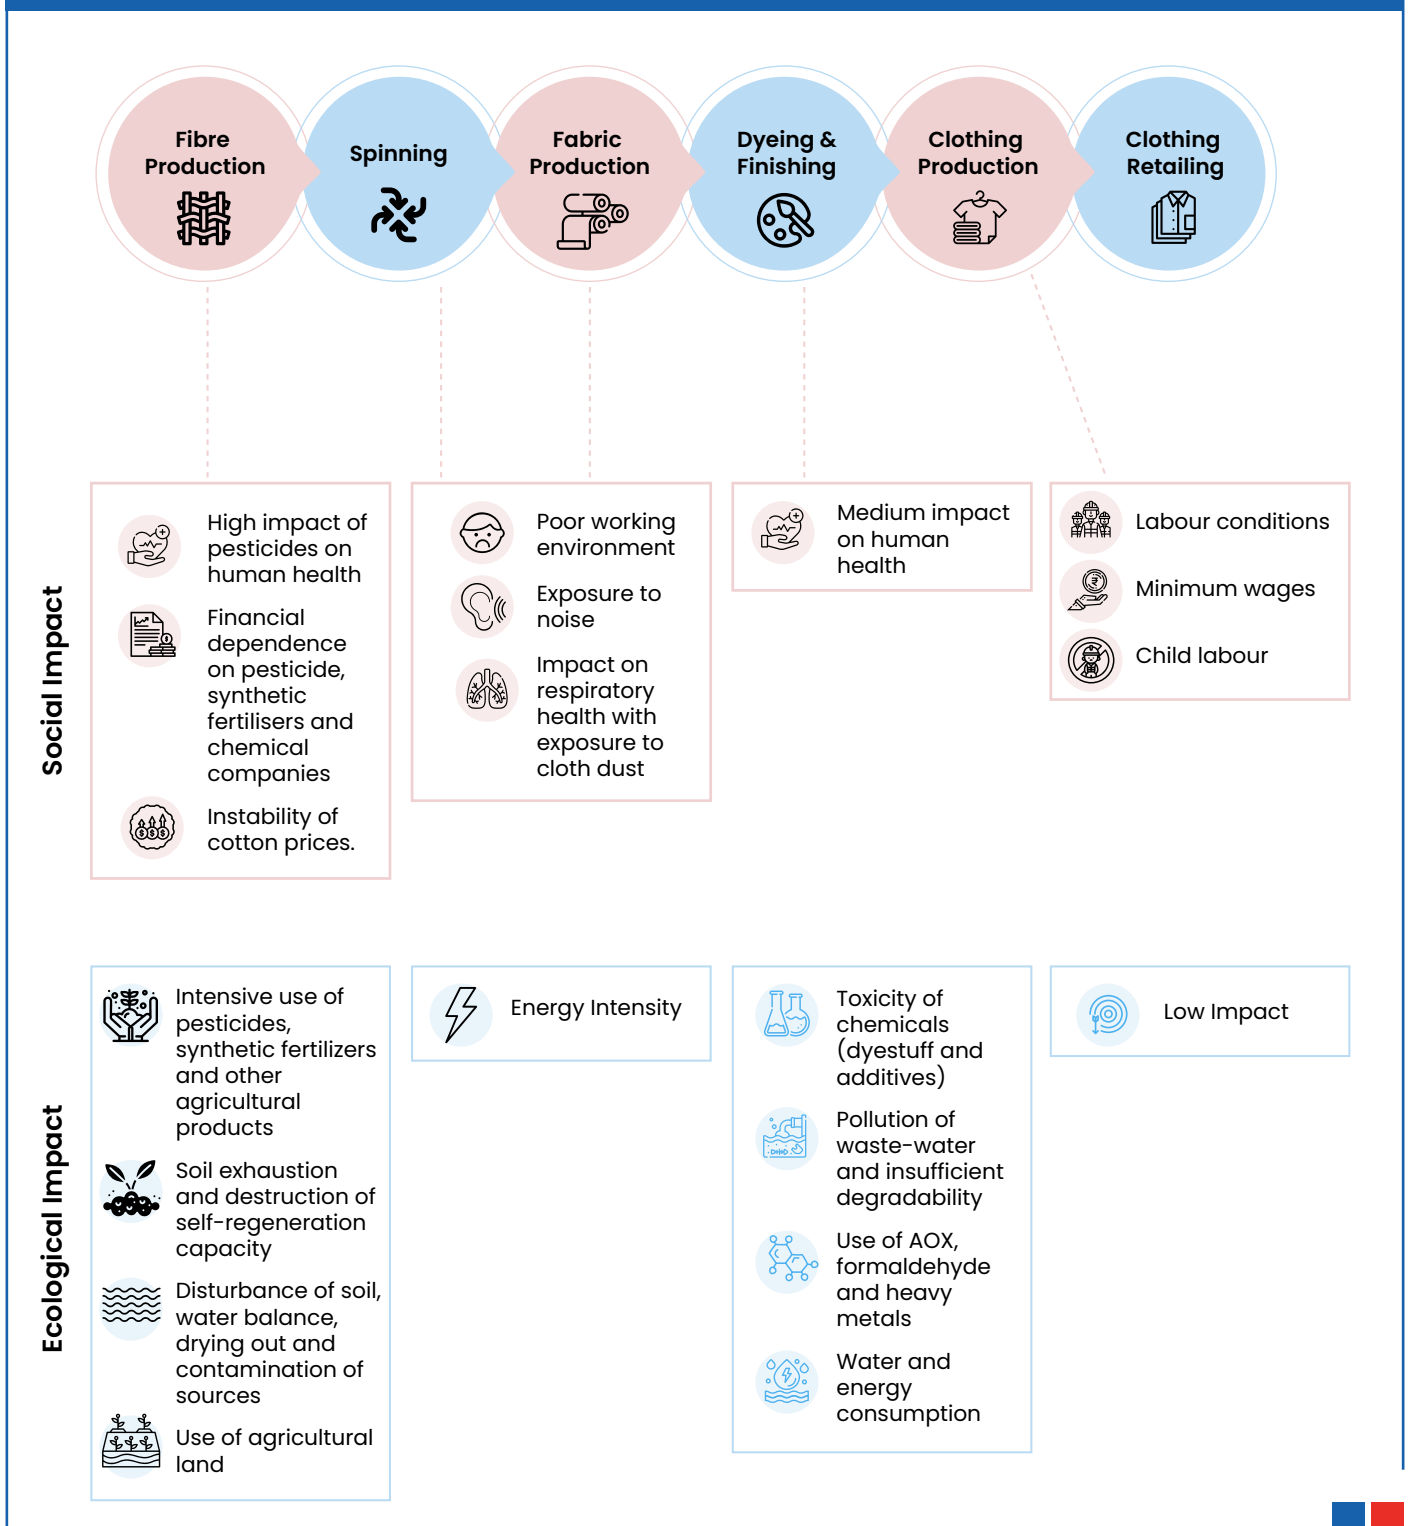 Fibre
Production
Spinning
Fabric
Production
Dyeing &
Finishing
Clothing
Production
Clothing
Retailing
Social Impact
High impact of
pesticides on
human health
Financial
dependence
on pesticide,
synthetic
fertilisers and
chemical
companies
Instability of
cotton prices.
Poor working
environment
Exposure to
noise
Impact on
respiratory
health with
exposure to
cloth dust
Medium impact
on human
health
Labour conditions
Minimum wages
Child labour
Ecological Impact
Intensive use of
pesticides,
synthetic fertilizers
and other
agricultural
products
Soil exhaustion
and destruction of
self-regeneration
capacity
Disturbance of soil,
water balance,
drying out and
contamination of
sources
Use of agricultural
land
Energy Intensity
Toxicity of
chemicals
(dyestuff and
additives)
Pollution of
waste-water
and insufficient
degradability
Use of AOX,
formaldehyde
and heavy
metals
Water and
energy
consumption
Low Impact